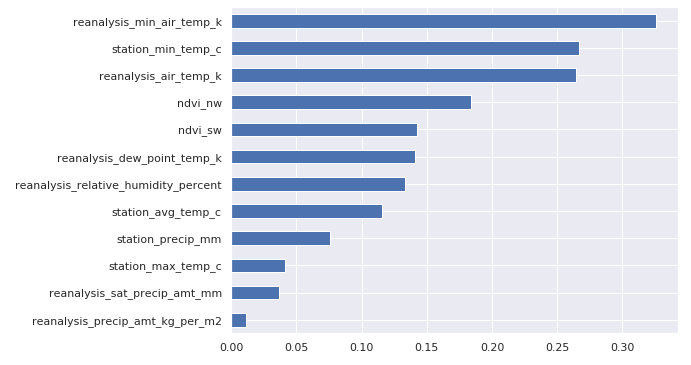 reanalysis_min_air_temp_k
station_min_temp_c
reanalysis_air_temp_k
ndvi_nw
ndvi_sw
reanalysis_dew_point_temp_k
reanalysis_relative_humidity_percent
station_avg_temp_c
station_precip_mm
station_max_temp_c
reanalysis_sat_precip_amt_mm
reanalysis_precip_amt_kg_per_m2
0.00 0.05 0.10 0.15 0.20 0.25 0.30